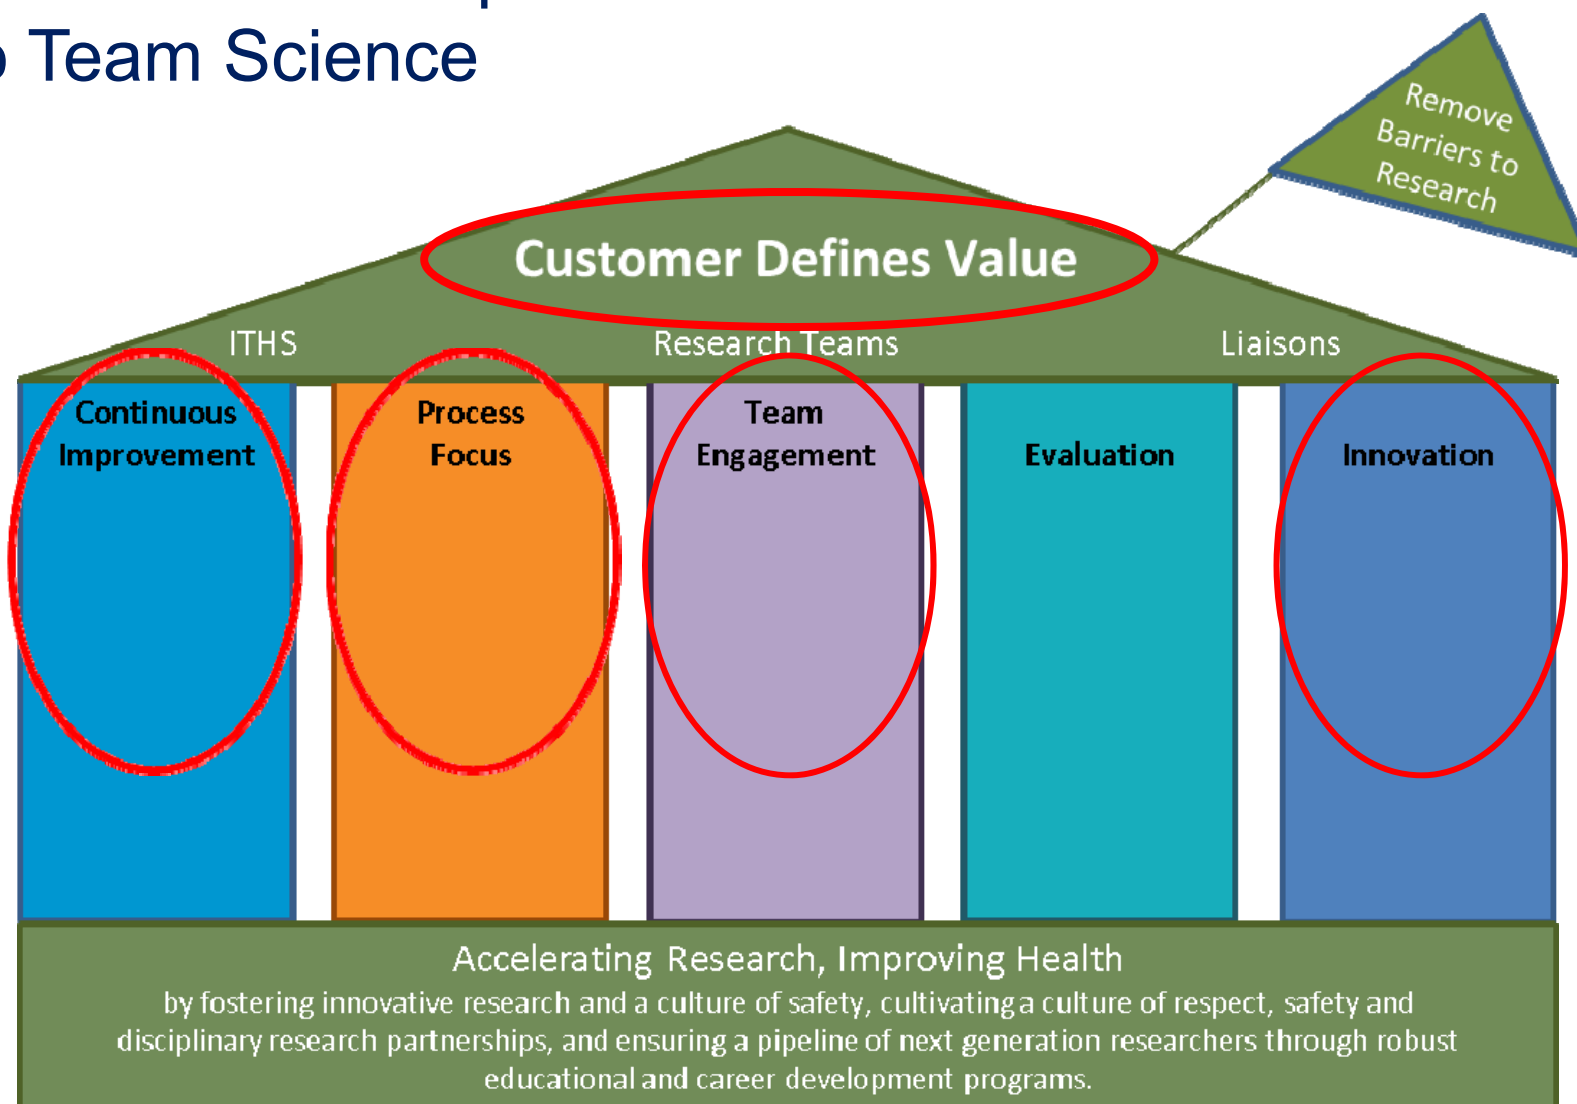 Team Science
Remove
Barriers to
Research
Customer Defines Value
ITHS Research Teams Liaisons
Continuous
Improvement
Process
Focus
Team
Engagement
Evaluation
Innovation
Accelerating Research, Improving Health
by fostering innovative research and a culture of safety, cultivating a culture of respect, safety and
disciplinary research partnerships, and ensuring a pipeline of next generation researchers through robust
educational and career development programs.